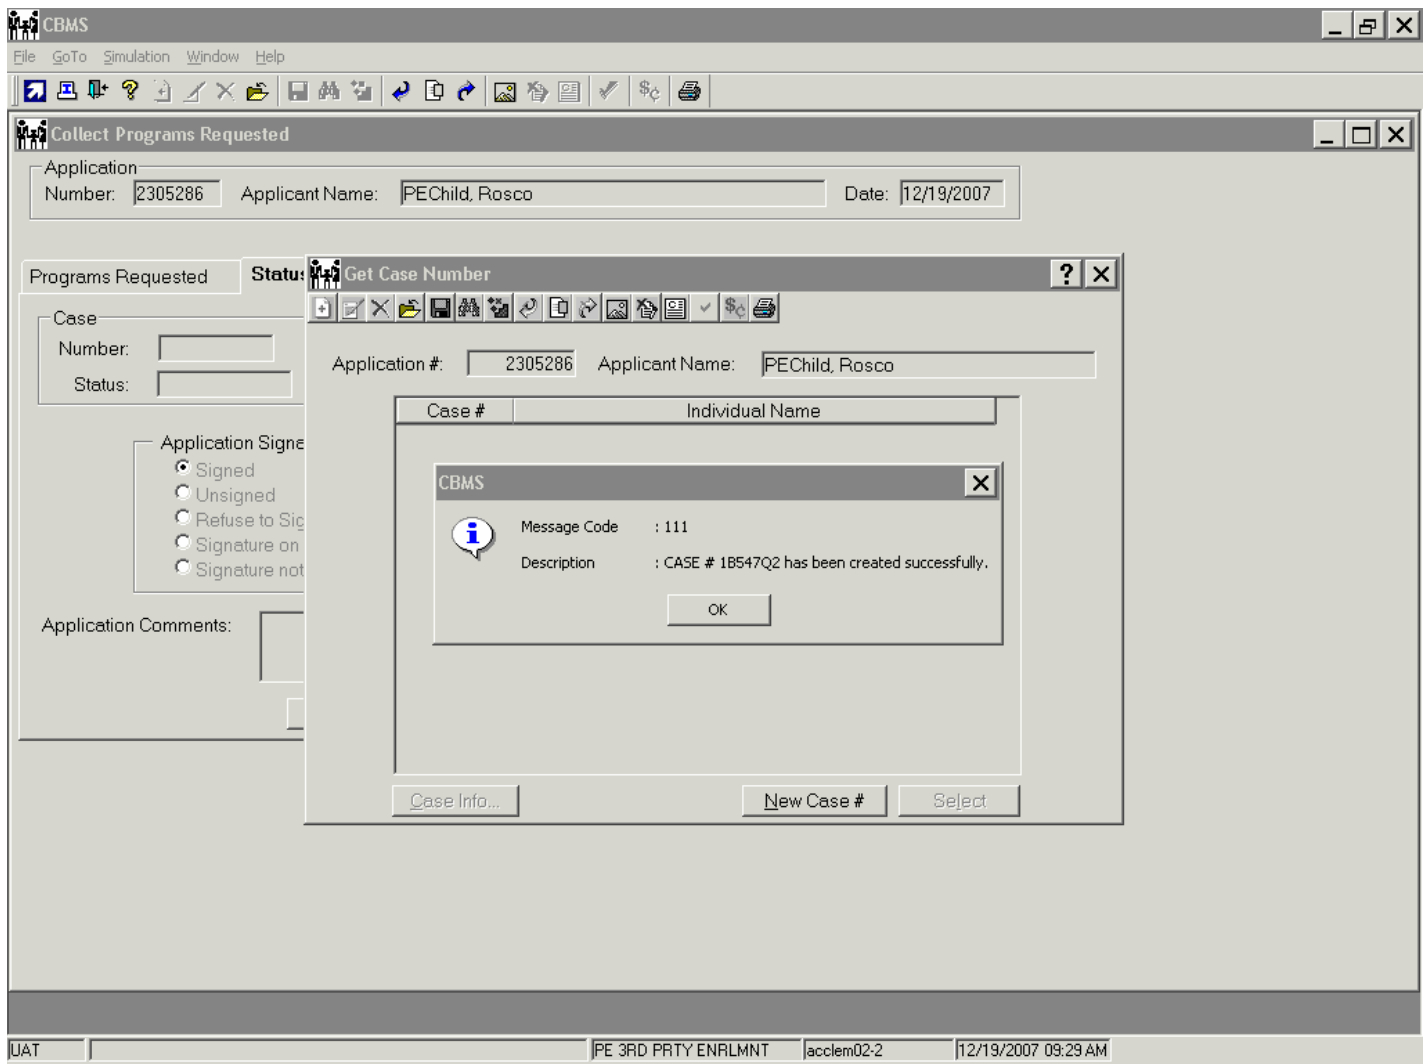 CBMS
File GoTo Simulation Window Help
Collect Programs Requested
Application
Number: 2305286 Applicant Name: PEChild, Rosco Date: 12/19/2007
Programs Requested Status
Get Case Number
Case
Number:
Status:
Application #: 2305286 Applicant Name: PEChild, Rosco
Case # Individual Name
Application Signe
Signed
Unsigned
Refuse to Sig
Signature on
Signature not
CBMS
Message Code : 111
Description : CASE # 1B547Q2 has been created successfully.
OK
Application Comments:
Case Info... New Case # Select
UAT PE 3RD PRTY ENRLMNT acclem02-2 12/19/2007 09:29 AM